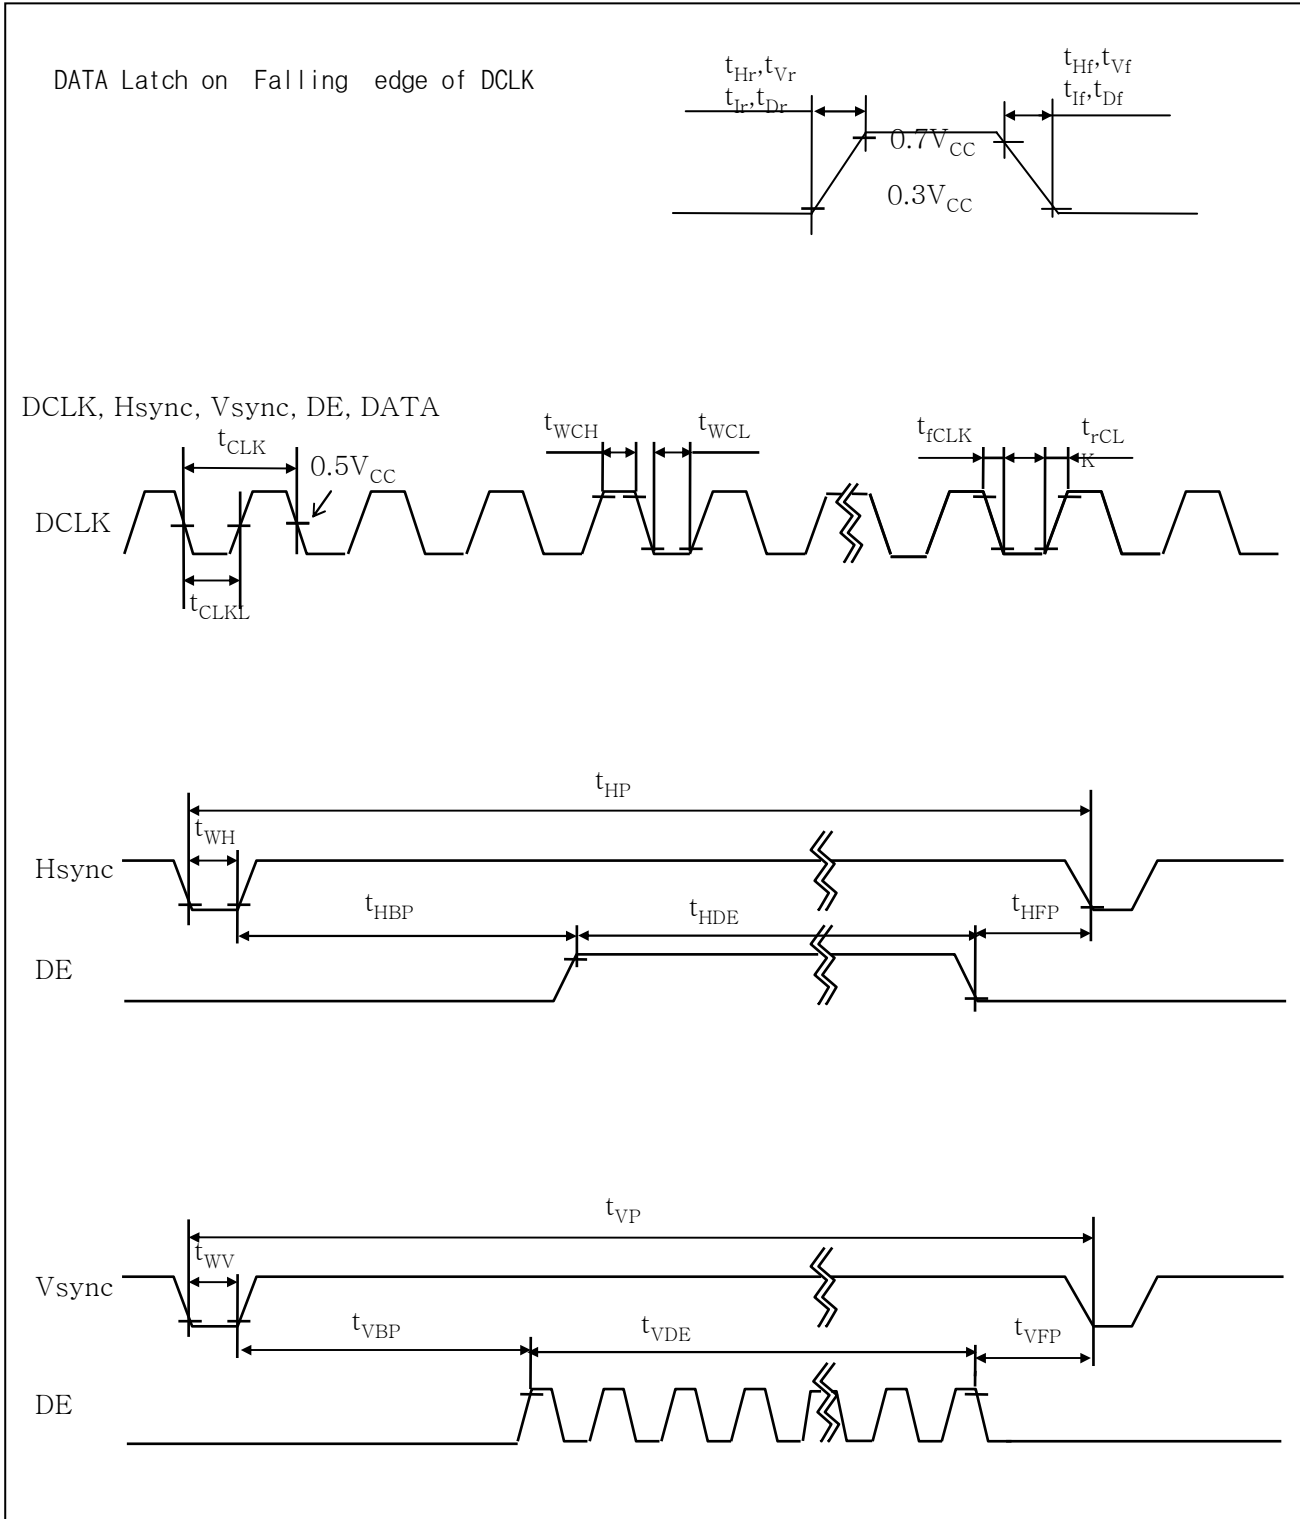 DATA Latch on Falling edge of DCLK
tHr,tVr
tIr,tDr
tHf,tVf
tIf,tDf
0.7VCC
0.3VCC
DCLK, Hsync, Vsync, DE, DATA
tCLK
0.5VCC
tWCH
tWCL
tfCLK
trCL
K
DCLK
tCLKL
tHP
tWH
Hsync
tHBP
tHDE
tHFP
DE
tVP
tWV
Vsync
tVBP
tVDE
tVFP
DE